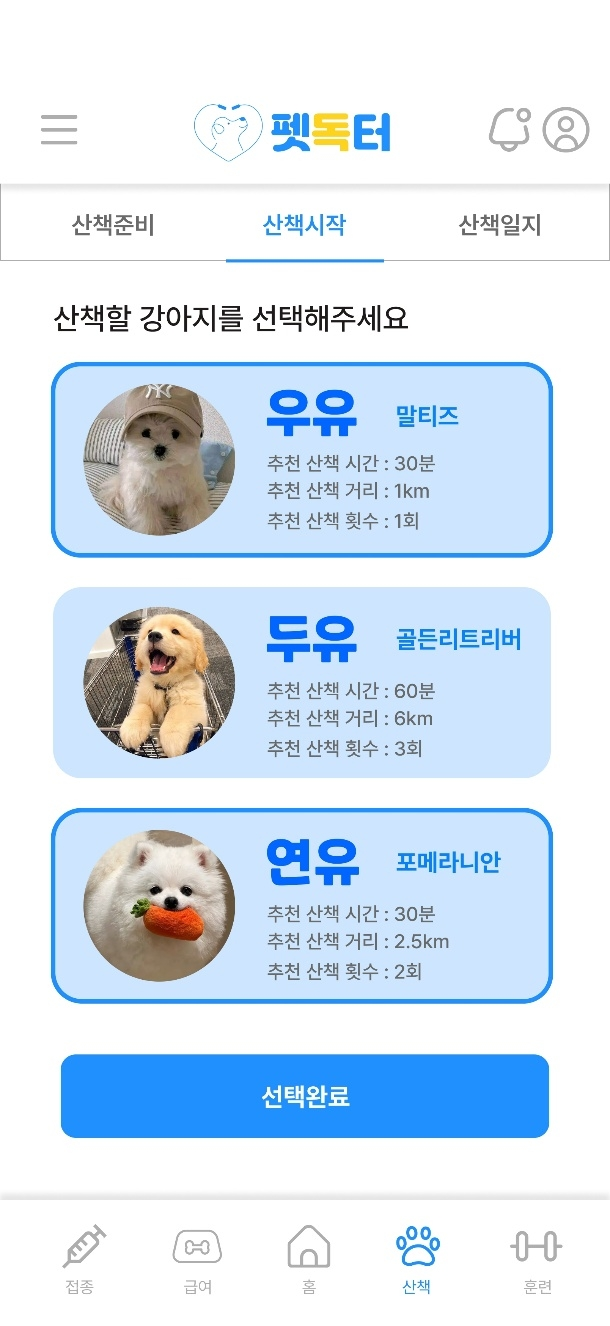 펫독터
산책준비 산책시작 산책일지
산책할 강아지를 선택해주세요
NY
우유 말티즈
추천 산책 시간 : 30분
추천 산책 거리 : 1km
추천 산책 횟수 : 1회
두유 골든리트리버
추천 산책 시간 : 60분
추천 산책 거리 : 6km
추천 산책 횟수 : 3회
연유 포메라니안
추천 산책 시간 : 30분
추천 산책 거리 : 2.5km
추천 산책 횟수 : 2회
선택완료
접종 급여 홈 산책 훈련